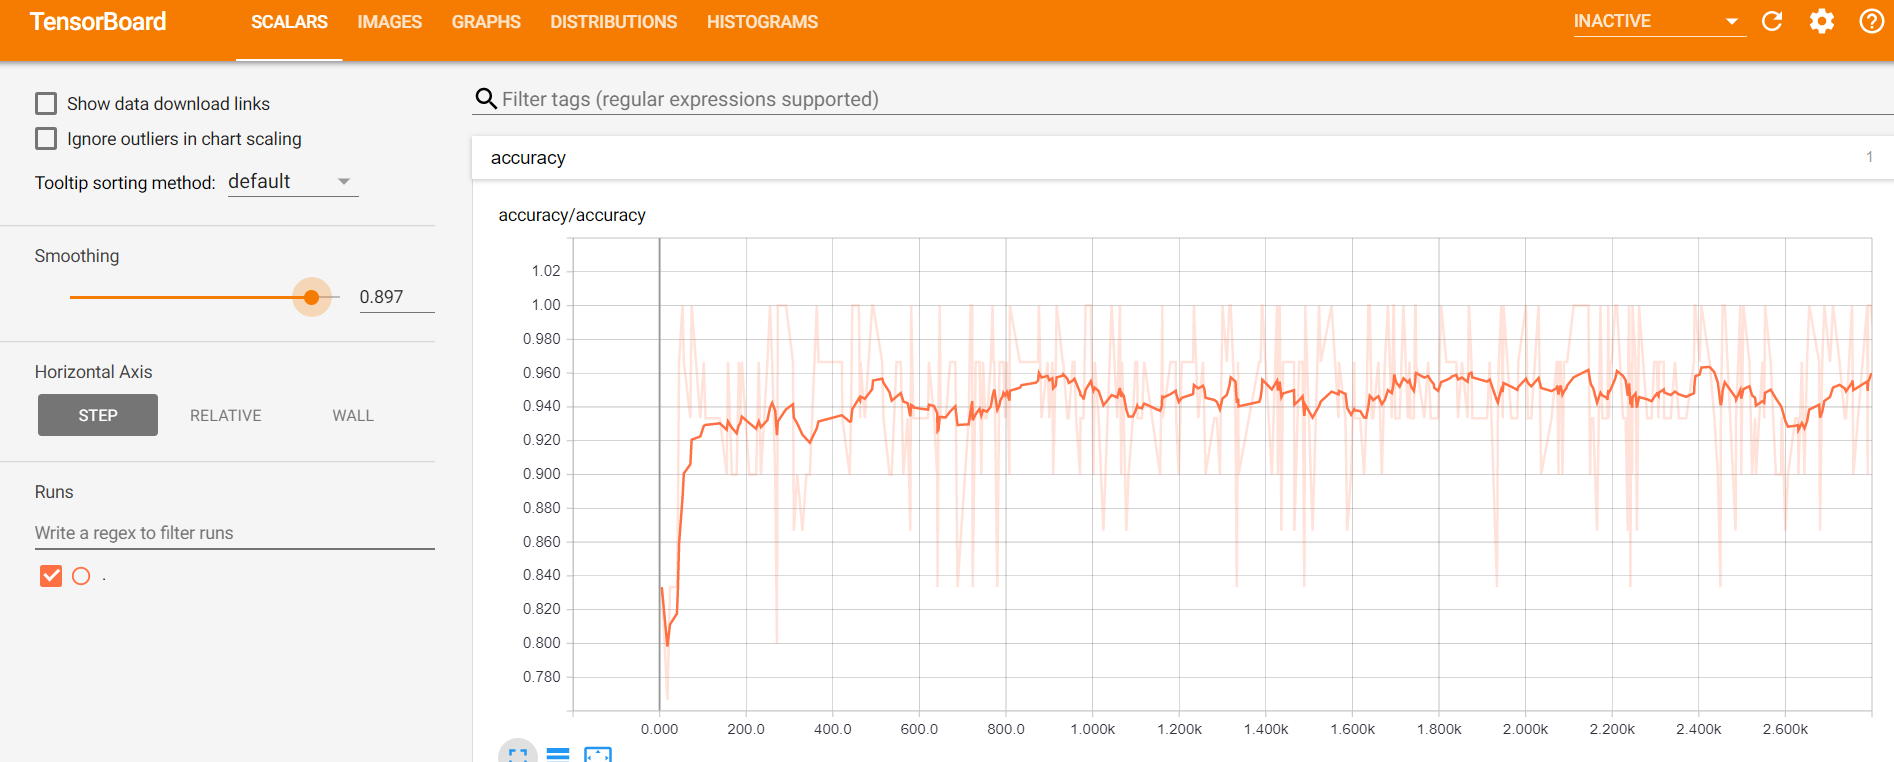 TensorBoard SCALARS IMAGES GRAPHS DISTRIBUTIONS HISTOGRAMS INACTIVE
Show data download links
Ignore outliers in chart scaling
Tooltip sorting method: default
Smoothing
0.897
Horizontal Axis
STEP RELATIVE WALL
Runs
Write a regex to filter runs
.
Filter tags (regular expressions supported)
accuracy 1
accuracy/accuracy
1.02
1.00
0.980
0.960
0.940
0.920
0.900
0.880
0.860
0.840
0.820
0.800
0.780
0.000 200.0 400.0 600.0 800.0 1.000k 1.200k 1.400k 1.600k 1.800k 2.000k 2.200k 2.400k 2.600k